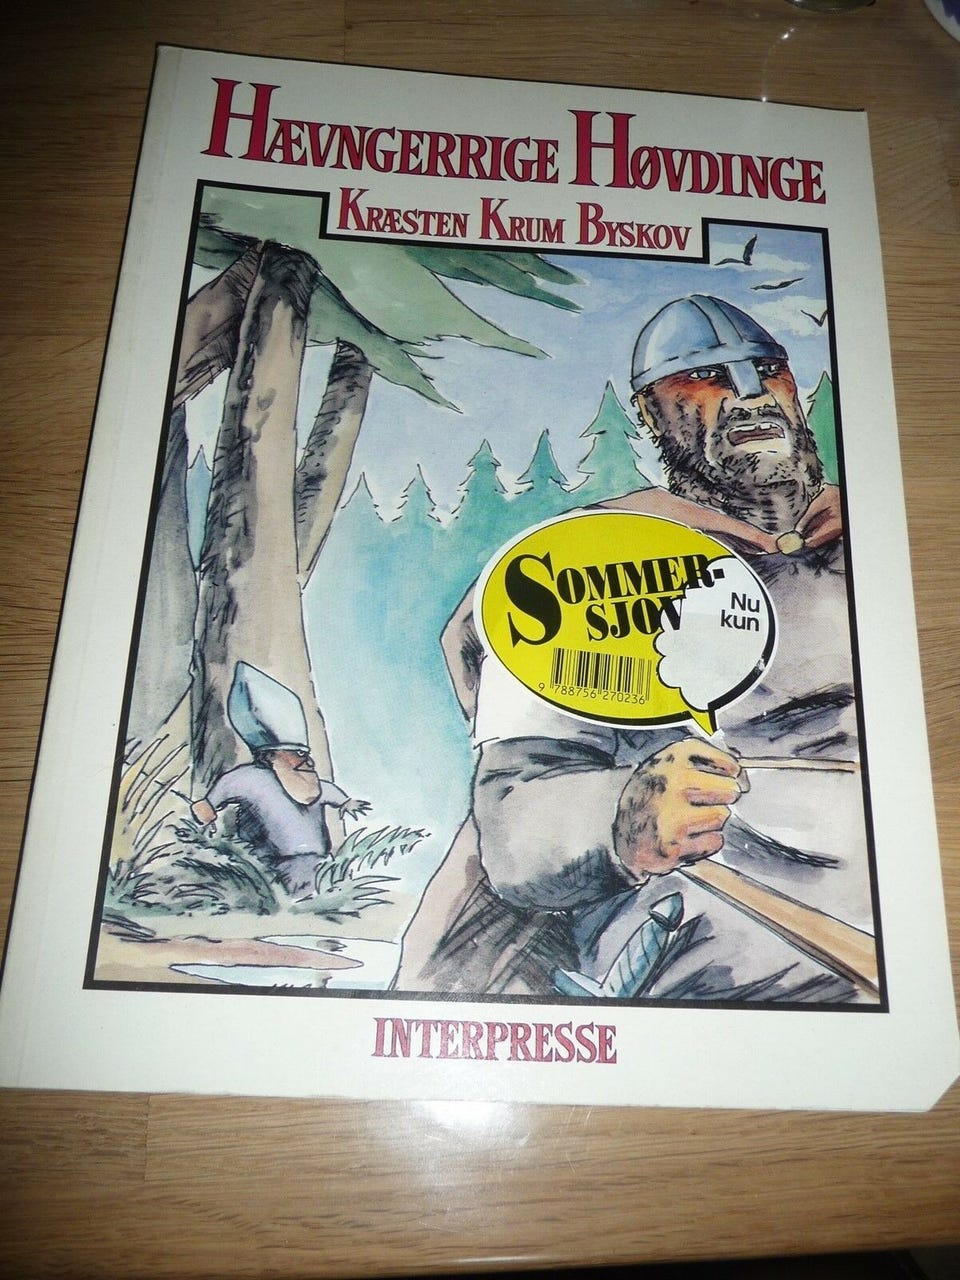 HÆVNGERRIGE HØVDINGE
KRÆSTEN KRUM BYSKOV
SOMMER-
SJOV
Nu
kun
9 788756 270236
INTERPRESSE